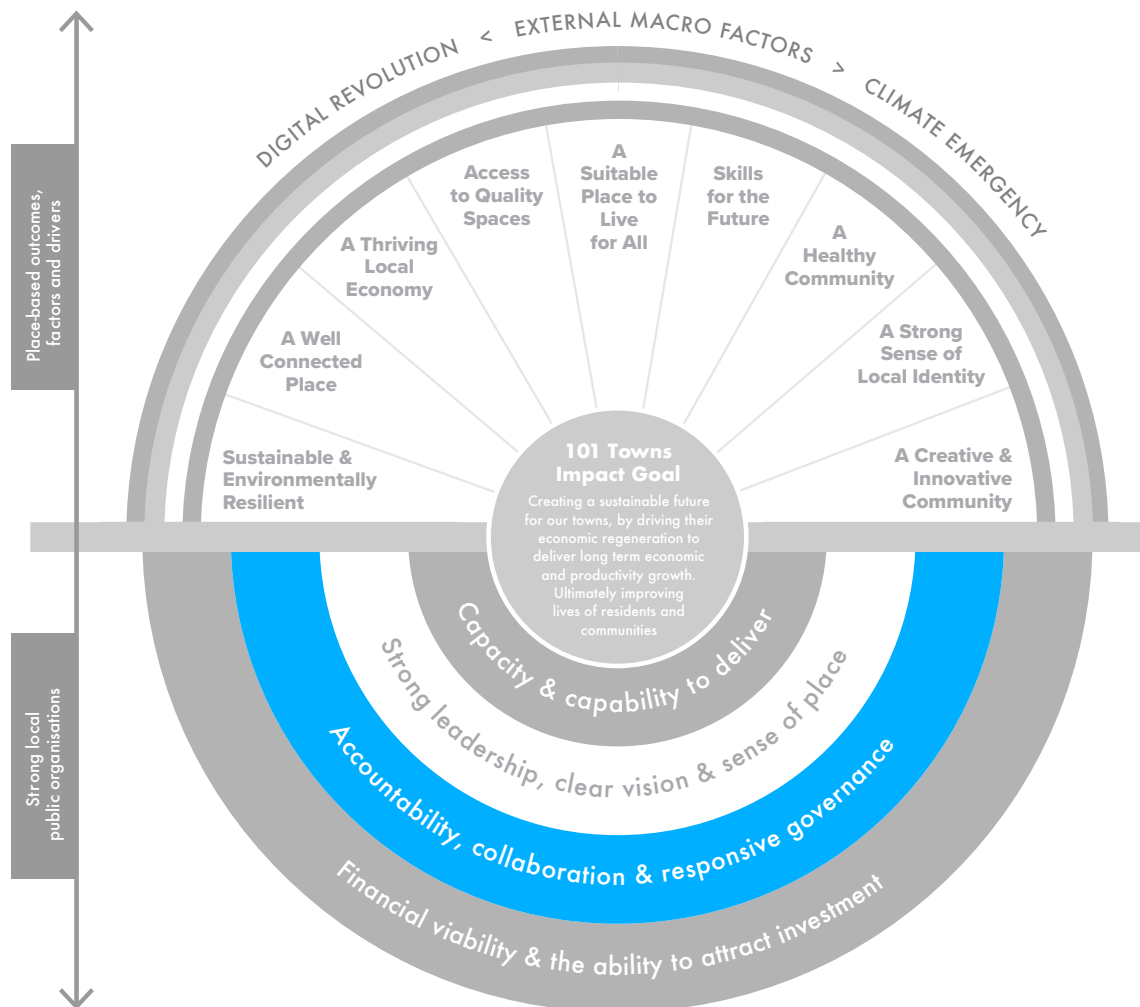 DIGITAL REVOLUTION < EXTERNAL MACRO FACTORS > CLIMATE EMERGENCY
Place-based outcomes,
factors and drivers
Sustainable &
Environmentally
Resilient
A Well
Connected
Place
A Thriving
Local
Economy
Access
to Quality
Spaces
A
Suitable
Place to
Live
for All
Skills
for the
Future
A
Healthy
Community
A Strong
Sense of
Local Identity
A Creative &
Innovative
Community
101 Towns
Impact Goal
Creating a sustainable future
for our towns, by driving their
economic regeneration to
deliver long term economic
and productivity growth.
Ultimately improving
lives of residents and
communities
Strong local
public organisations
Capacity & capability to deliver
Strong leadership, clear vision & sense of place
Accountability, collaboration & responsive governance
Financial viability & the ability to attract investment